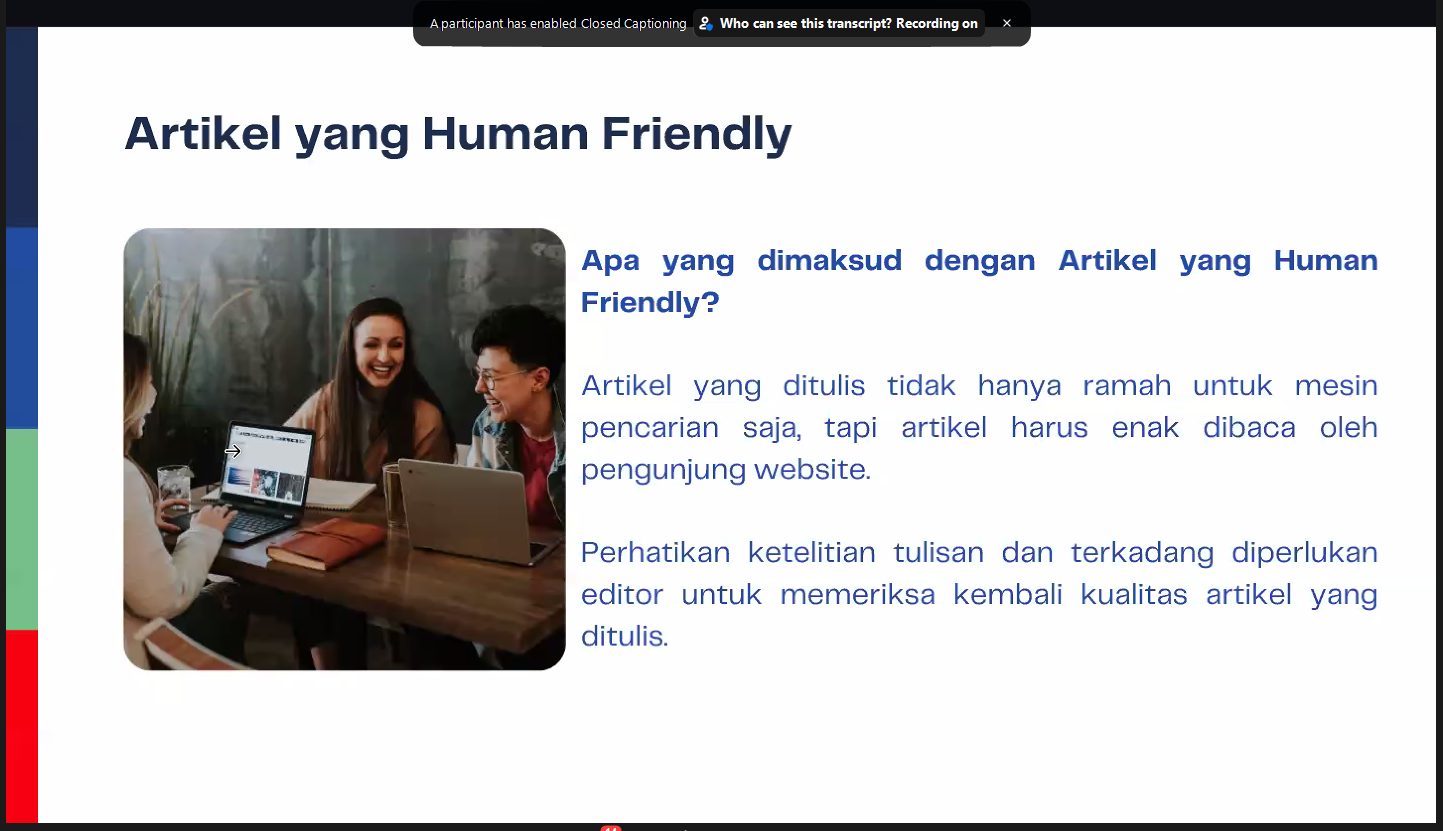 A participant has enabled Closed Captioning Who can see this transcript? Recording on
Artikel yang Human Friendly
Apa yang dimaksud dengan Artikel yang Human
Friendly?
Artikel yang ditulis tidak hanya ramah untuk mesin
pencarian saja, tapi artikel harus enak dibaca oleh
pengunjung website.
Perhatikan ketelitian tulisan dan terkadang diperlukan
editor untuk memeriksa kembali kualitas artikel yang
ditulis.